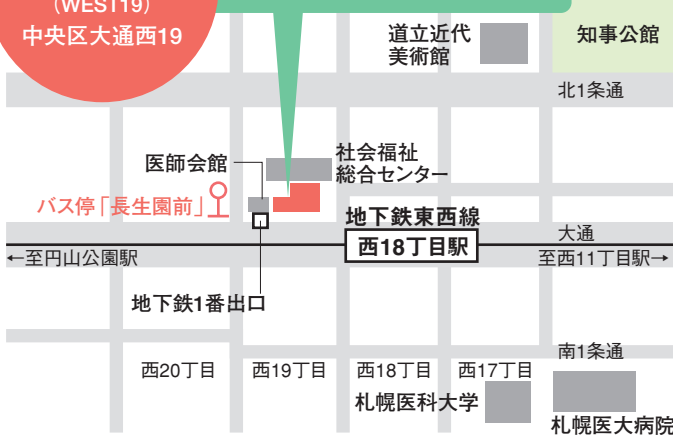 (WEST19)
中央区大通西19
道立近代
美術館
知事公館
北1条通
医師会館
社会福祉
総合センター
バス停「長生園前」
地下鉄東西線
西18丁目駅
大通
←至円山公園駅
至西11丁目駅→
地下鉄1番出口
南1条通
西20丁目
西19丁目
西18丁目
西17丁目
札幌医科大学
札幌医大病院